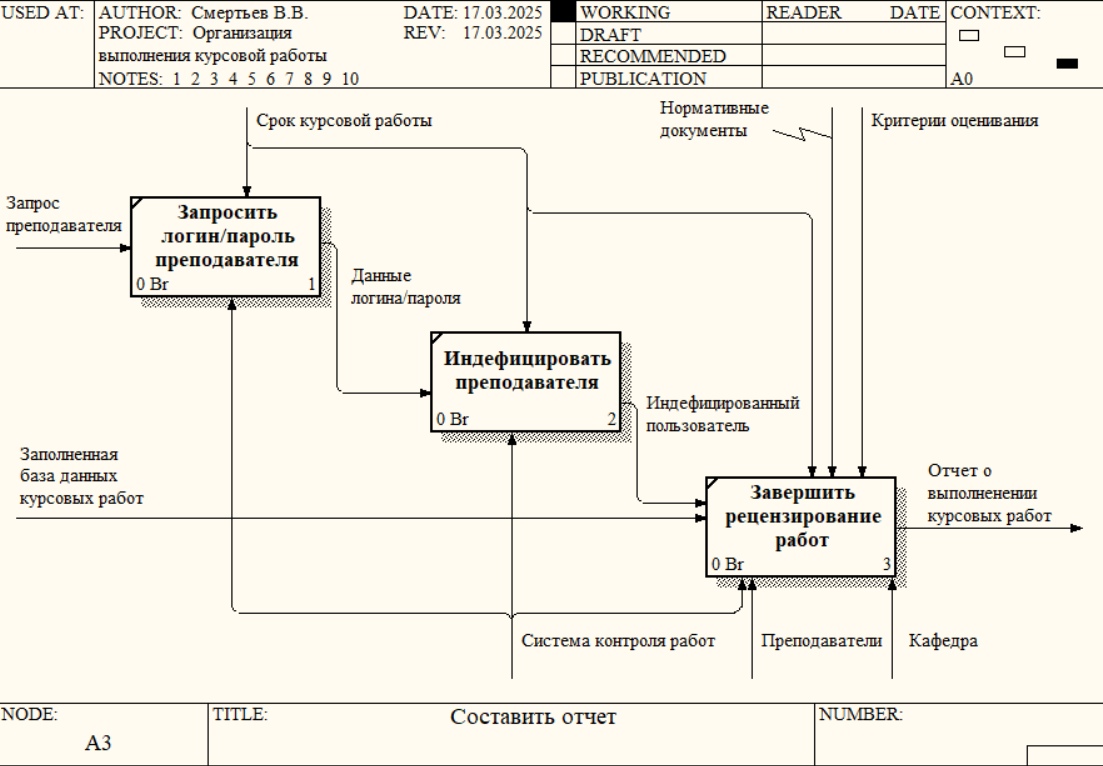 USED AT:
AUTHOR: Смертьев В.В.
DATE: 17.03.2025
PROJECT: Организация
REV: 17.03.2025
выполнения курсовой работы
NOTES: 1 2 3 4 5 6 7 8 9 10
WORKING
DRAFT
RECOMMENDED
PUBLICATION
READER DATE
CONTEXT:
A0
Срок курсовой работы
Нормативные
документы
Критерии оценивания
Запрос
преподавателя
Запросить
логин/пароль
преподавателя
0 Br 1
Данные
логина/пароля
Индефицировать
преподавателя
0 Br 2
Индефицированный
пользователь
Заполненная
база данных
курсовых работ
Завершить
рецензирование
работ
0 Br 3
Отчет о
выполненении
курсовых работ
Система контроля работ
Преподаватели
Кафедра
NODE:
A3
TITLE:
Составить отчет
NUMBER: